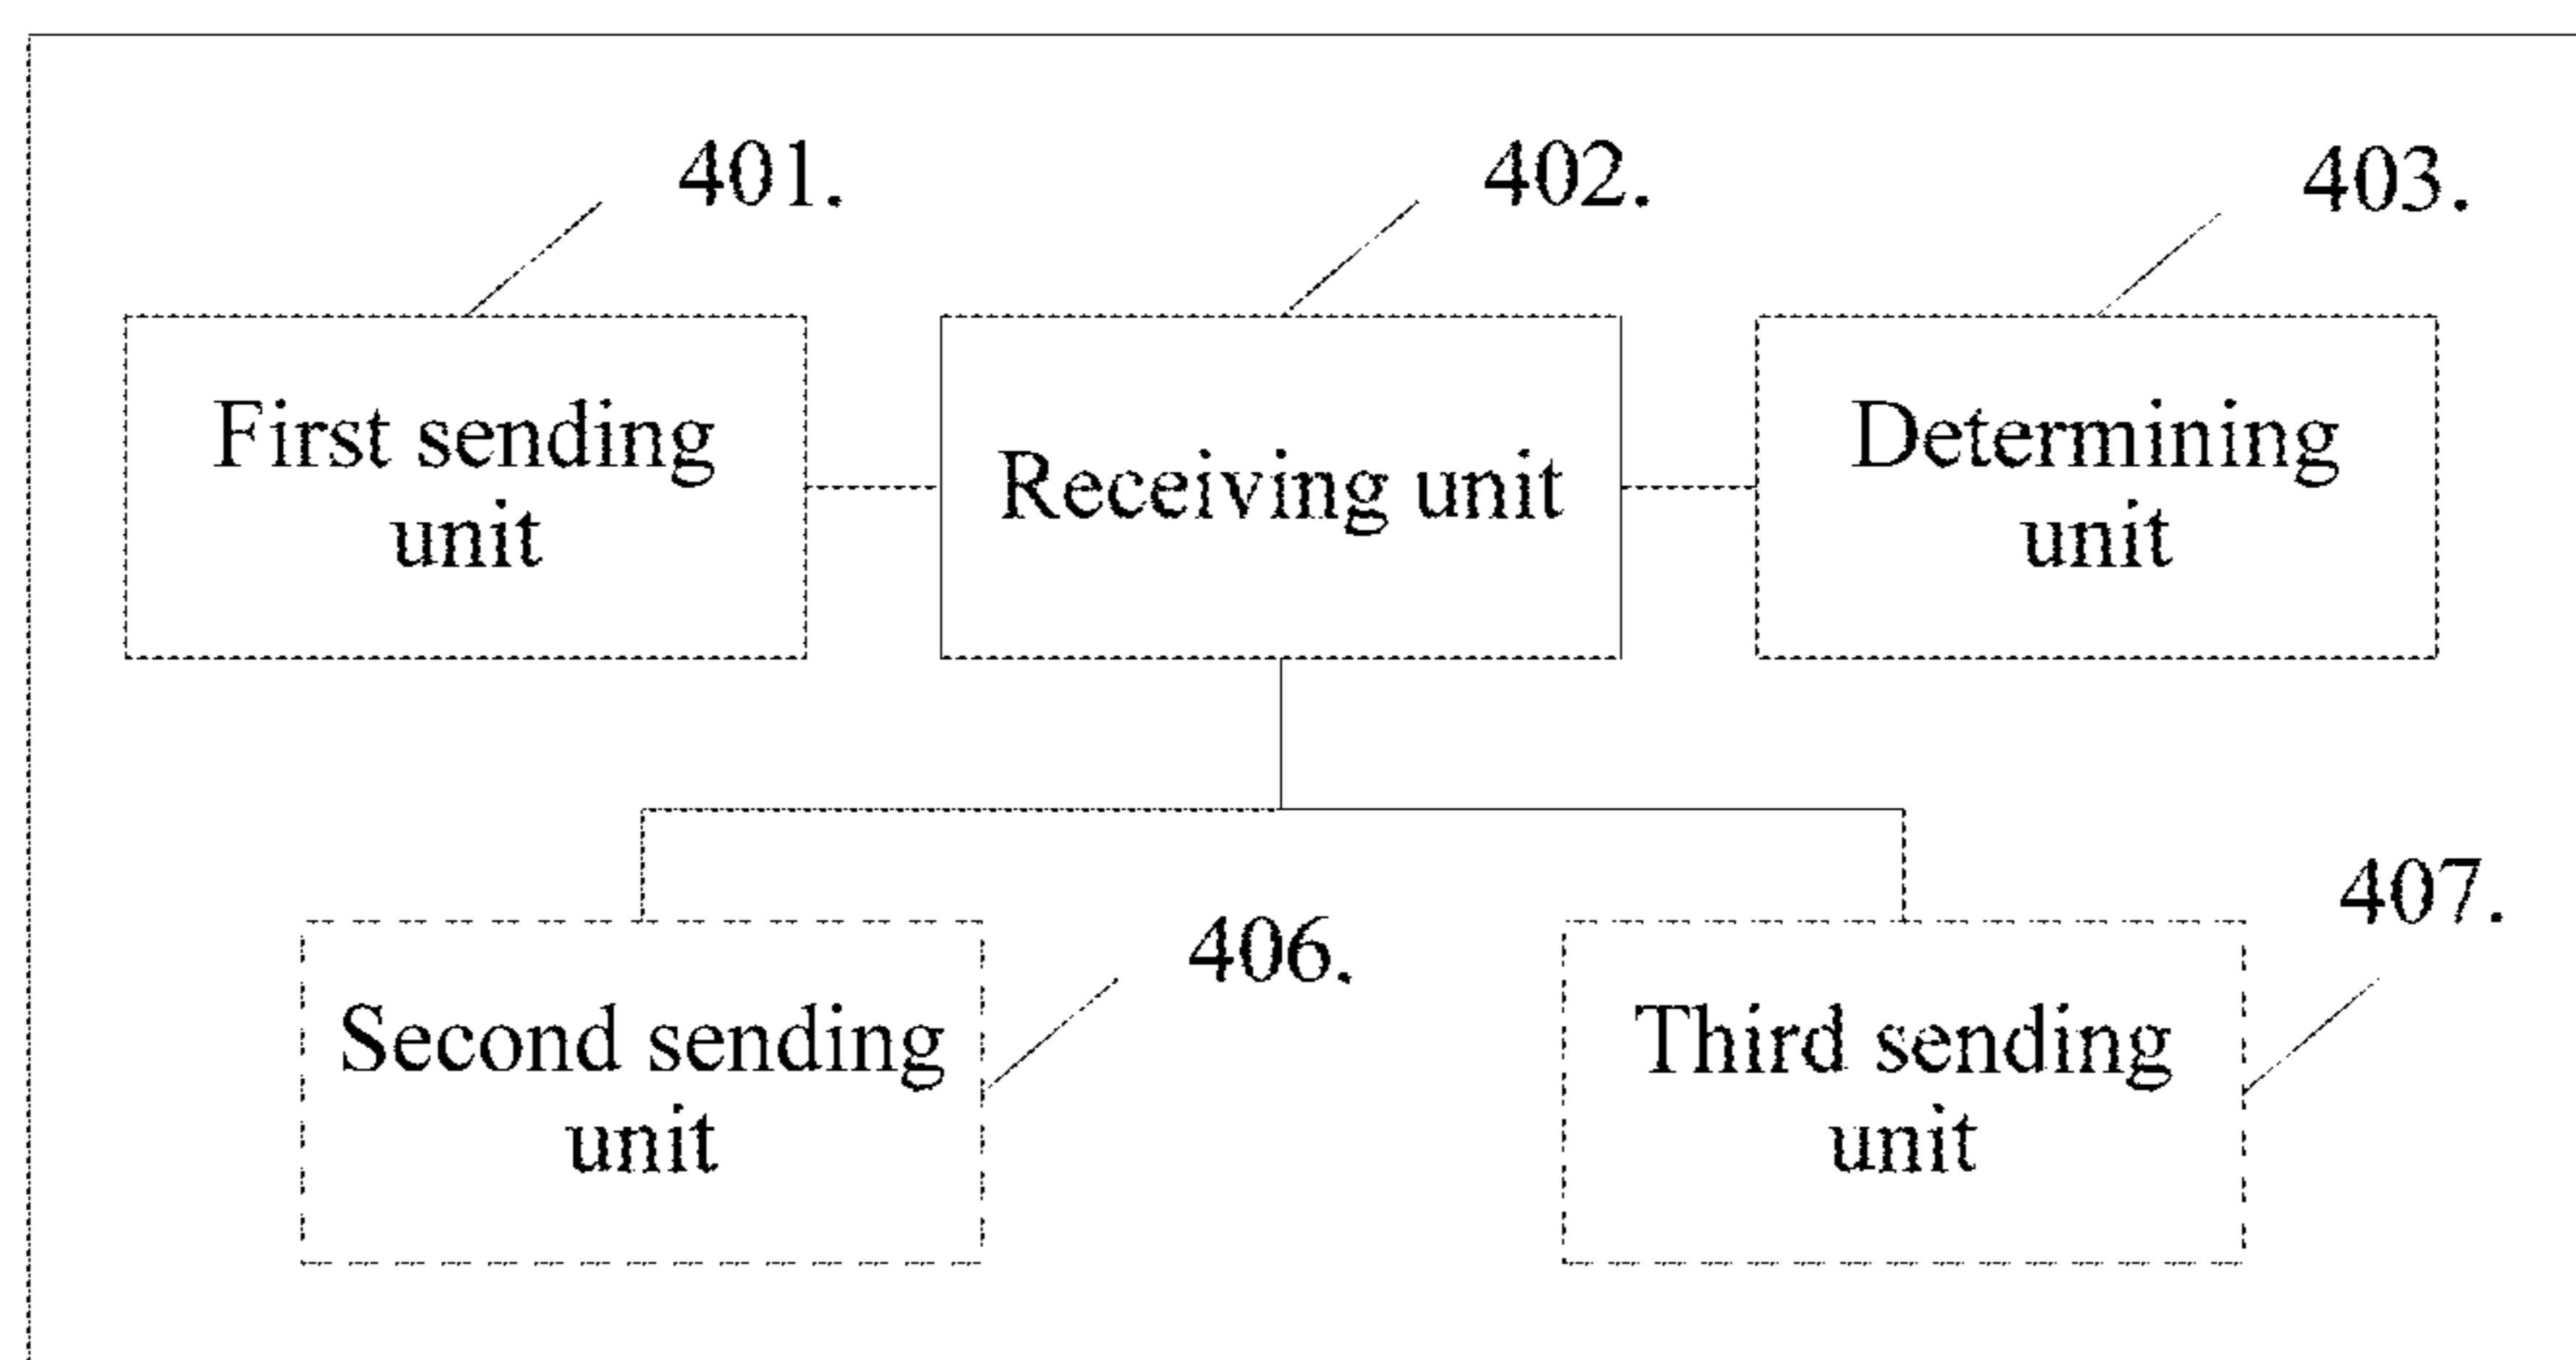 401.
402.
403.
First sending
unit
Receiving unit
Determining
unit
406.
407.
Second sending
unit
Third sending
unit